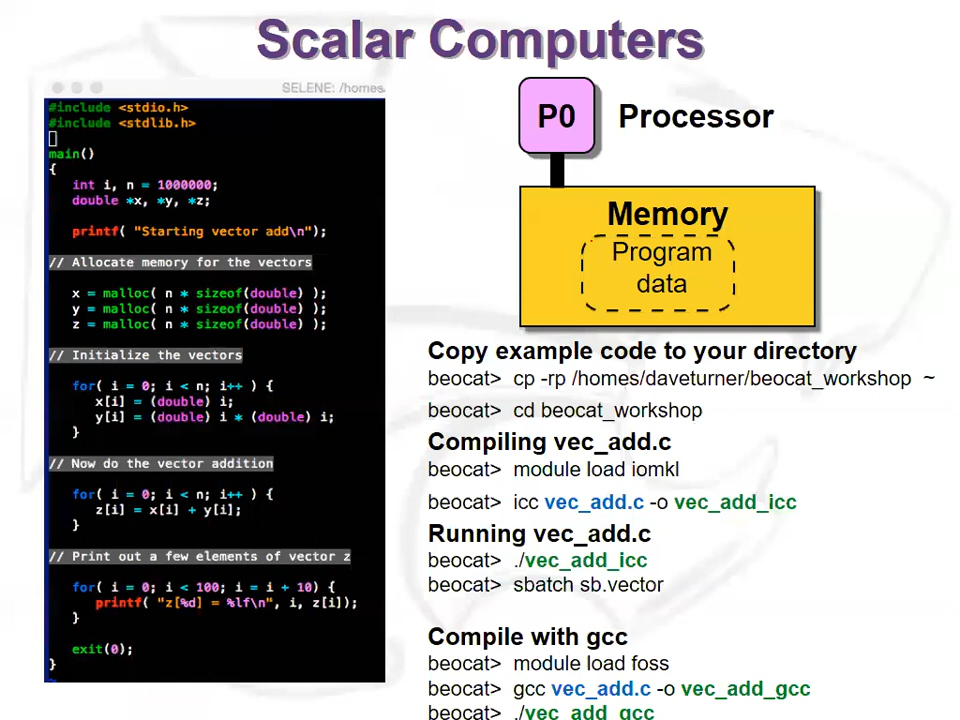 Scalar Computers
SELENE: /homes
#include <stdio.h>
#include <stdlib.h>
main()
{
int i, n = 1000000;
double *x, *y, *z;
printf( "Starting vector add\n");
// Allocate memory for the vectors
x = malloc( n * sizeof(double) );
y = malloc( n * sizeof(double) );
z = malloc( n * sizeof(double) );
// Initialize the vectors
for( i = 0; i < n; i++ ) {
x[i] = (double) i;
y[i] = (double) i * (double) i;
}
// Now do the vector addition
for( i = 0; i < n; i++ ) {
z[i] = x[i] + y[i];
}
// Print out a few elements of vector z
for( i = 0; i < 100; i = i + 10) {
printf( "z[%d] = %lf\n", i, z[i]);
}
exit(0);
}
~
P0
Processor
Memory
Program
data
Copy example code to your directory
beocat> cp -rp /homes/daveturner/beocat_workshop ~
beocat> cd beocat_workshop
Compiling vec_add.c
beocat> module load iomkl
beocat> icc vec_add.c -o vec_add_icc
Running vec_add.c
beocat> ./vec_add_icc
beocat> sbatch sb.vector
Compile with gcc
beocat> module load foss
beocat> gcc vec_add.c -o vec_add_gcc
beocat> ./vec_add_gcc